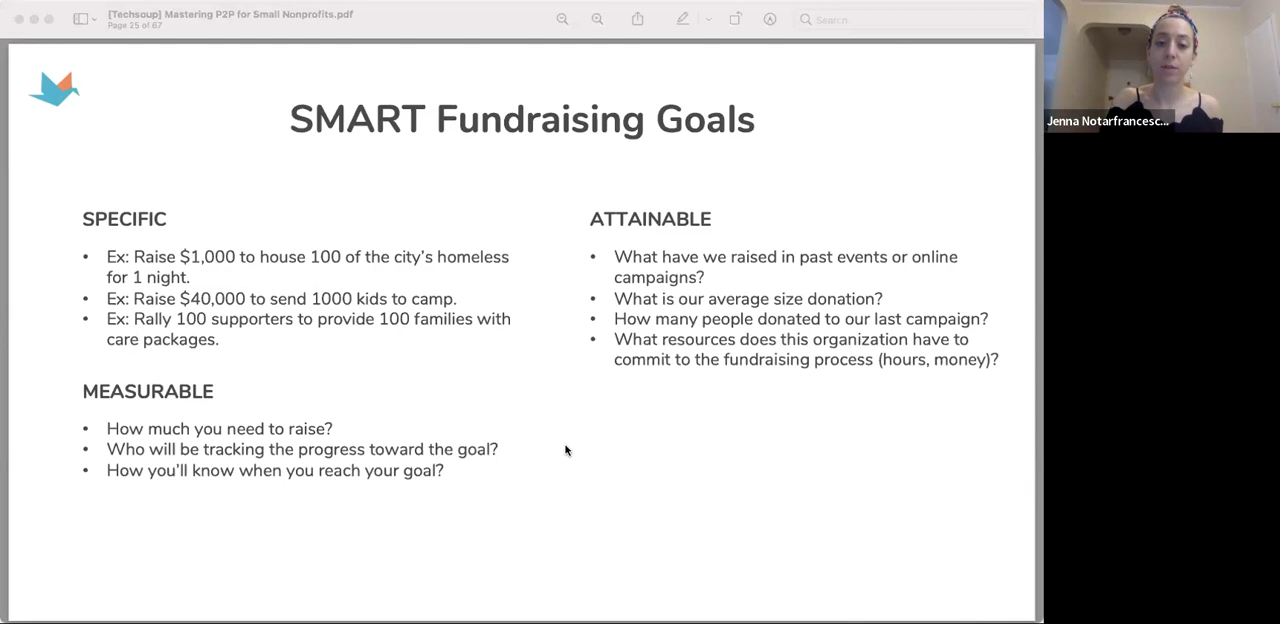 [Techsoup] Mastering P2P for Small Nonprofits.pdf
Page 25 of 67
Search
Jenna Notarfrancesc...
SMART Fundraising Goals
SPECIFIC
• Ex: Raise $1,000 to house 100 of the city's homeless
for 1 night.
• Ex: Raise $40,000 to send 1000 kids to camp.
• Ex: Rally 100 supporters to provide 100 families with
care packages.
MEASURABLE
• How much you need to raise?
• Who will be tracking the progress toward the goal?
• How you'll know when you reach your goal?
ATTAINABLE
• What have we raised in past events or online
campaigns?
• What is our average size donation?
• How many people donated to our last campaign?
• What resources does this organization have to
commit to the fundraising process (hours, money)?